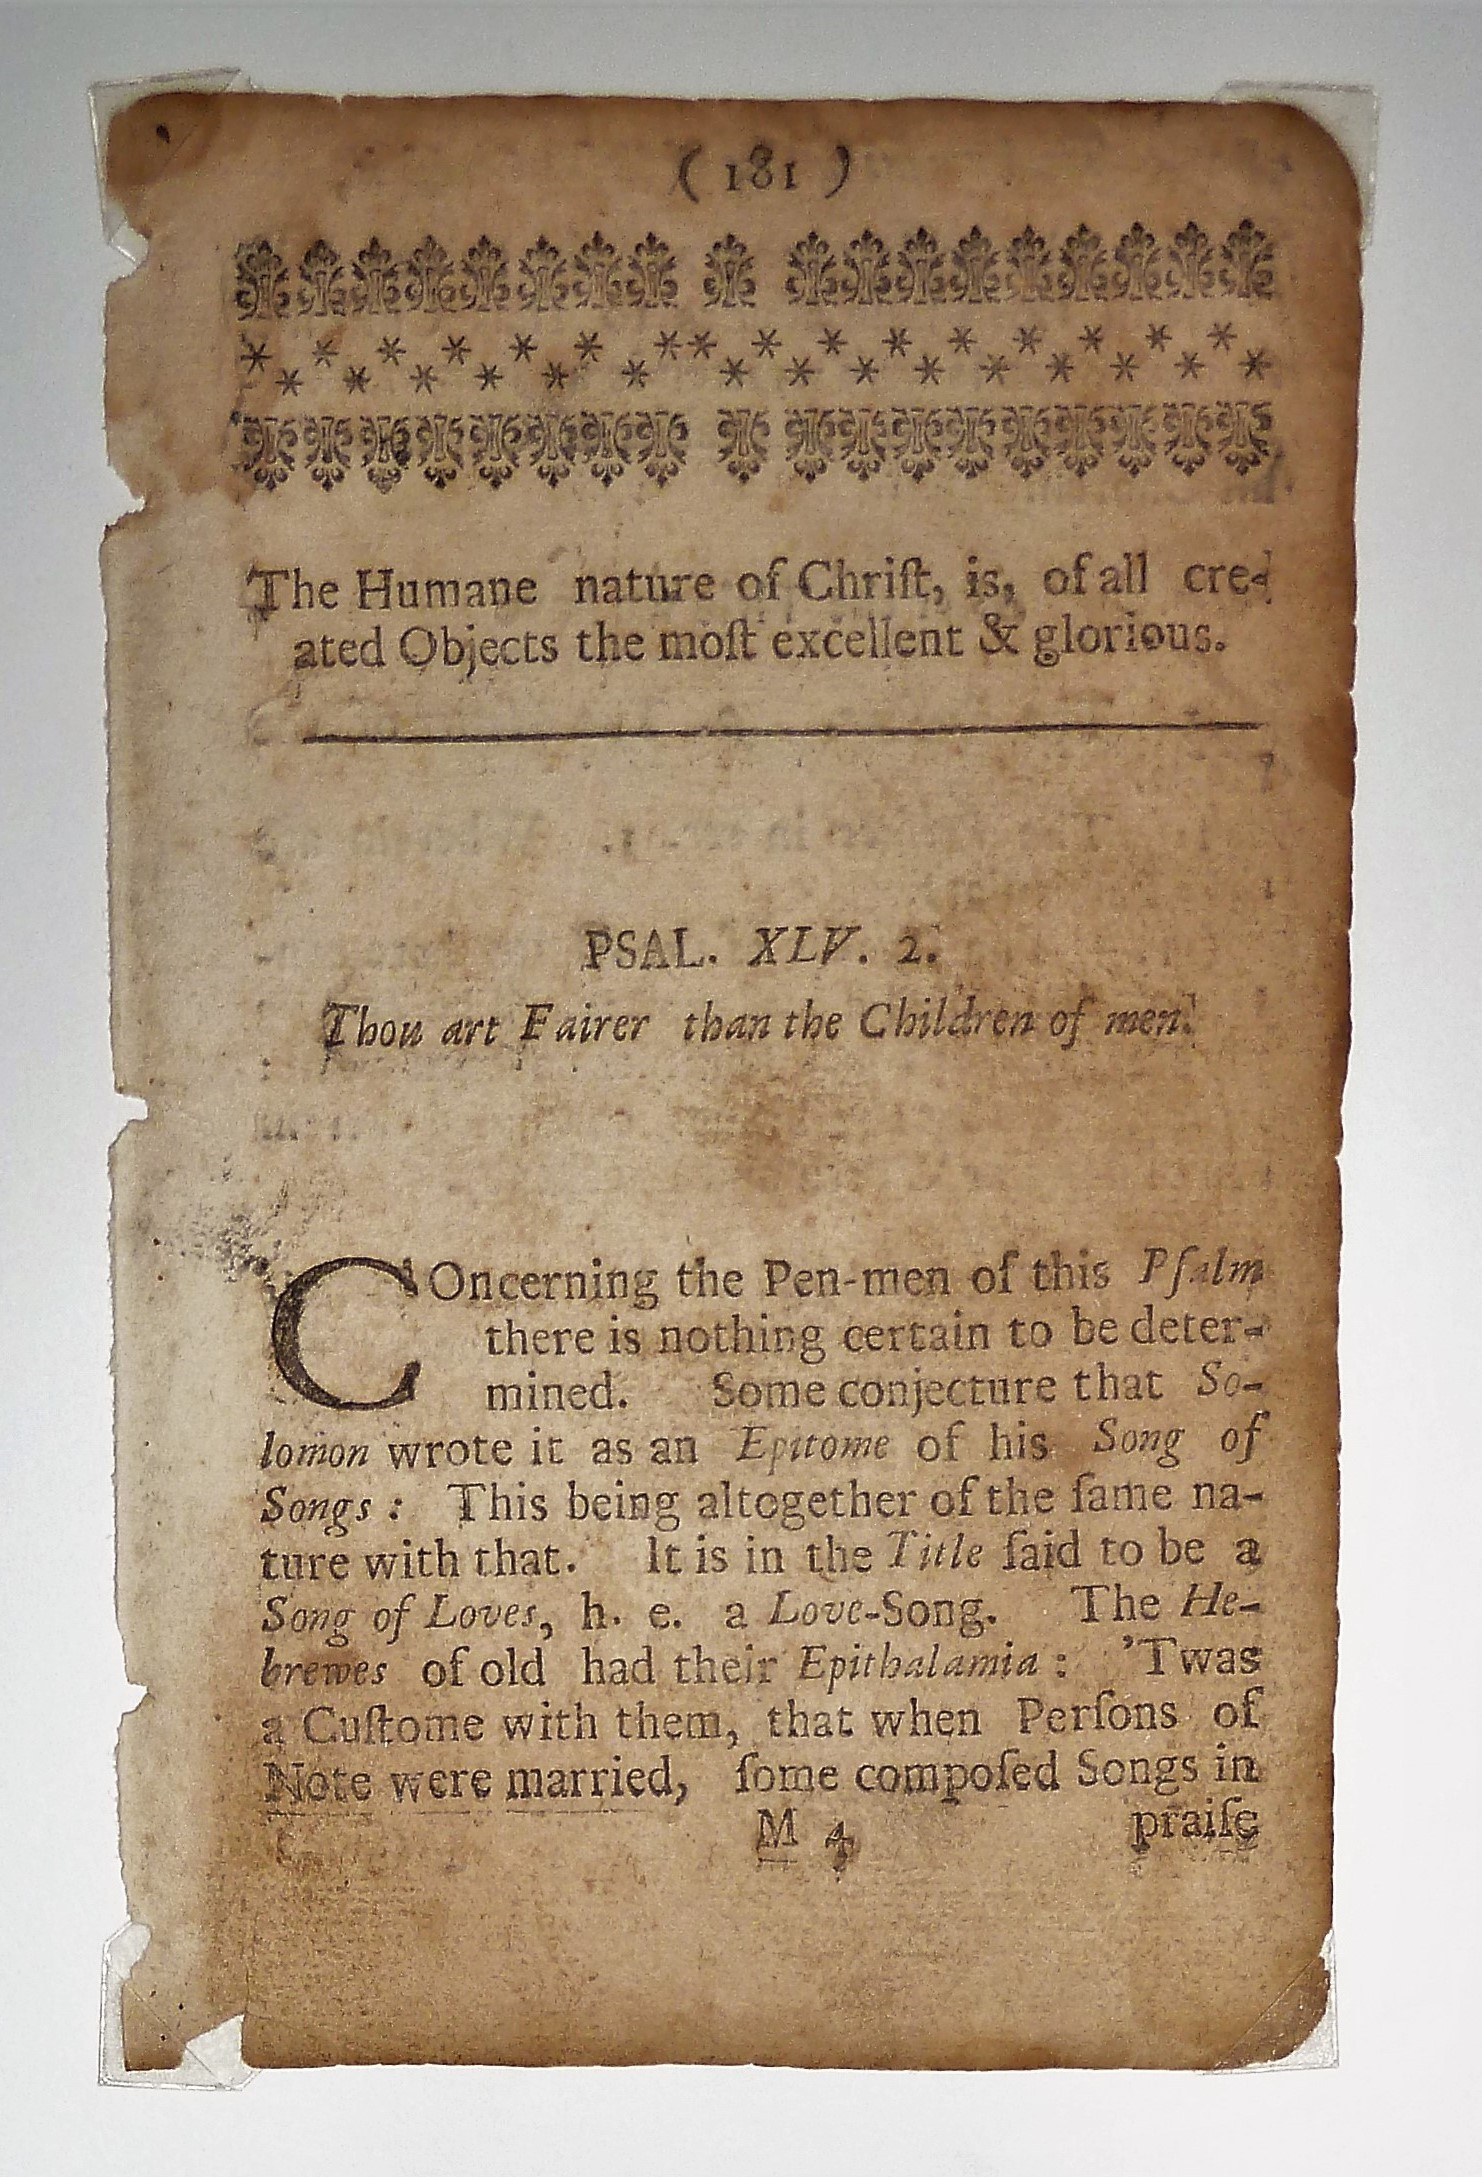 ( 181 )
The Humane nature of Chriſt, is, of all cre-
ated Objects the moſt excellent & glorious.
PSAL. XLV. 2.
Thou art Fairer than the Children of men.
COncerning the Pen-men of this Pſalm
there is nothing certain to be deter-
mined. Some conjecture that So-
lomon wrote it as an Epitome of his Song of
Songs : This being altogether of the ſame na-
ture with that. It is in the Title ſaid to be a
Song of Loves, h. e. a Love-Song. The He-
brewes of old had their Epithalamia : 'Twas
a Cuſtome with them, that when Perſons of
Note were married, ſome compoſed Songs in
M 4 praiſe